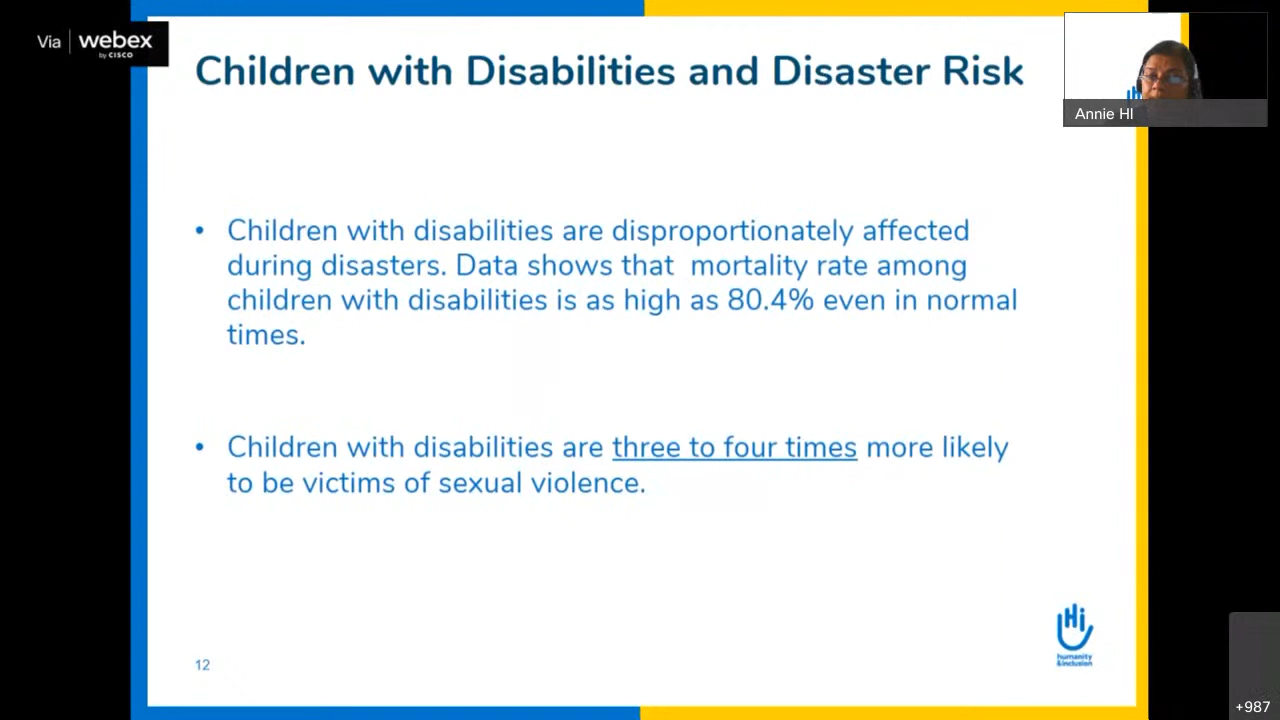 Via webex
by CISCO
Children with Disabilities and Disaster Risk
Annie HI
• Children with disabilities are disproportionately affected
during disasters. Data shows that mortality rate among
children with disabilities is as high as 80.4% even in normal
times.
• Children with disabilities are three to four times more likely
to be victims of sexual violence.
Hi
humanity
&inclusion
12
+987